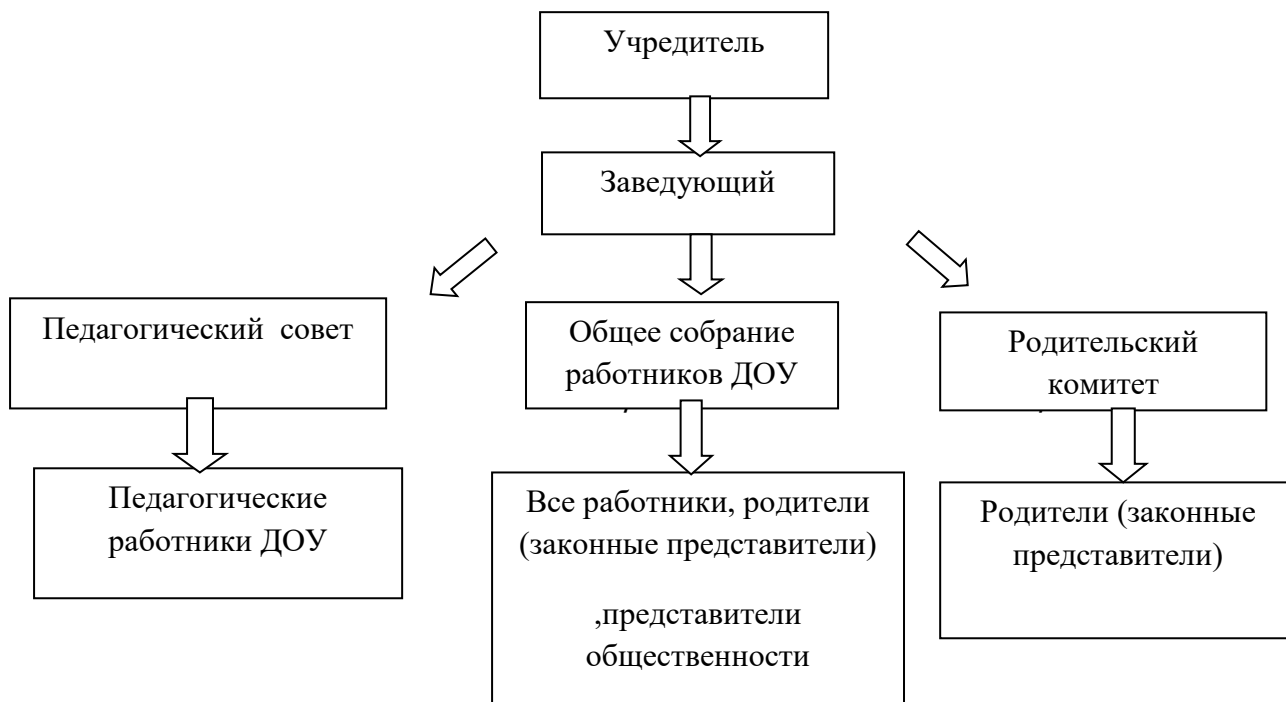 Учредитель
Заведующий
Педагогический совет
Общее собрание
работников ДОУ
Родительский
комитет
Педагогические
работники ДОУ
Все работники, родители
(законные представители)
,представители
общественности
Родители (законные
представители)